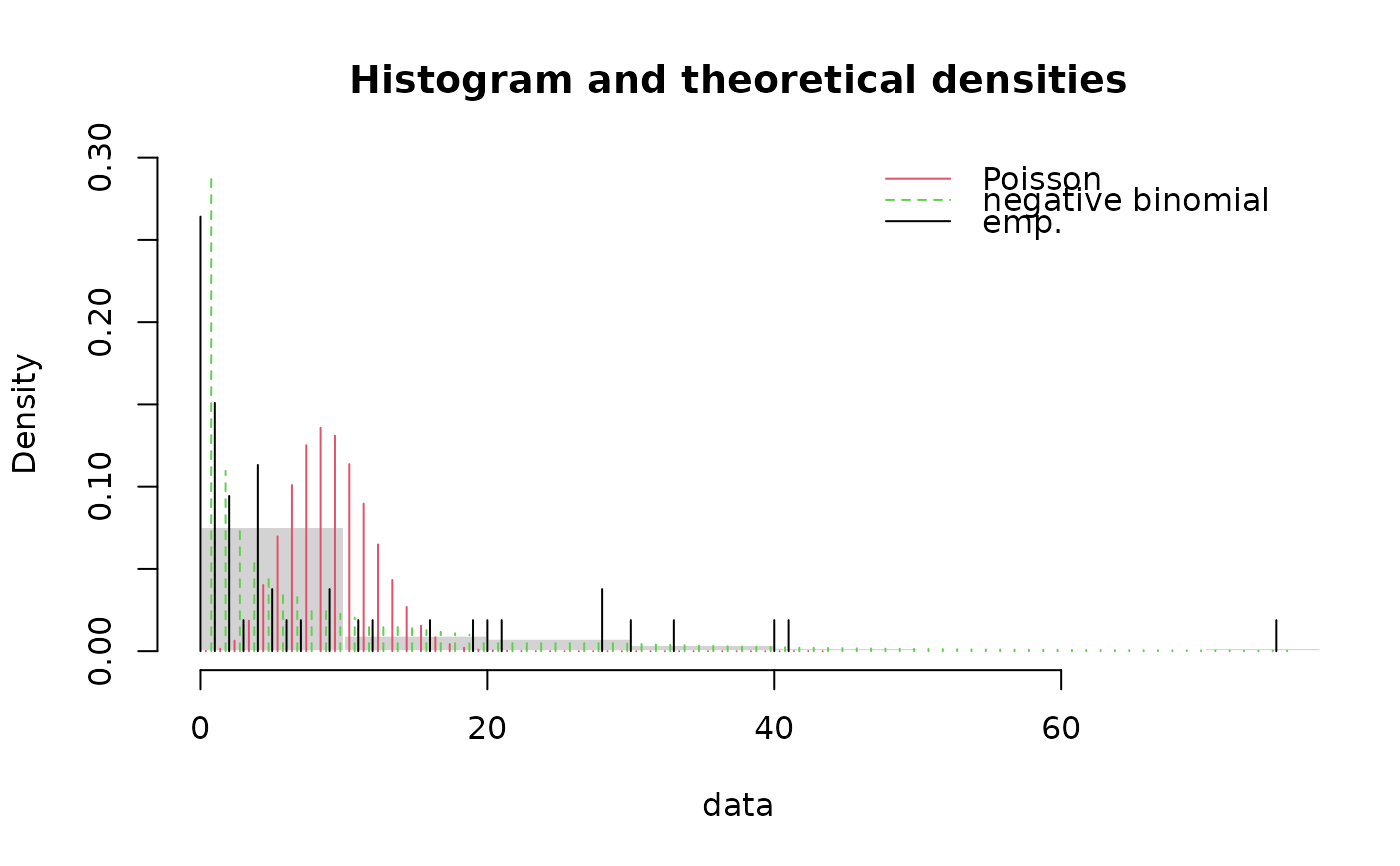 Histogram and theoretical densities
Poisson
negative binomial
emp.
Density
0.30
0.20
0.10
0.00
0 20 40 60
data